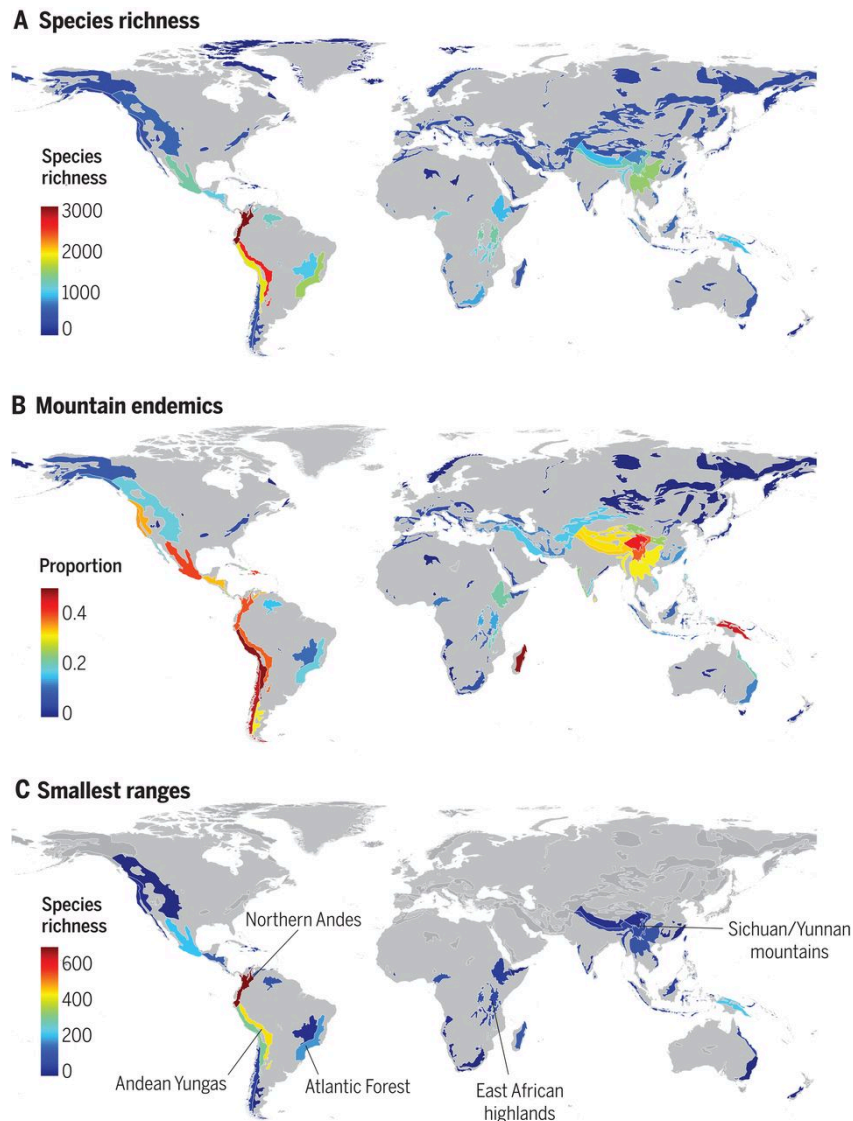 A Species richness
Species
richness
3000
2000
1000
0
B Mountain endemics
Proportion
0.4
0.2
0
C Smallest ranges
Species
richness
600
400
200
0
Northern Andes
Andean Yungas
Atlantic Forest
East African
highlands
Sichuan/Yunnan
mountains